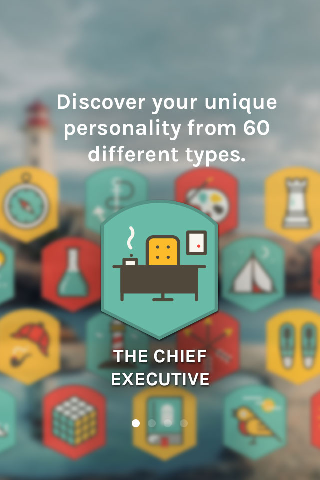 Discover your unique
personality from 60
different types.
THE CHIEF
EXECUTIVE